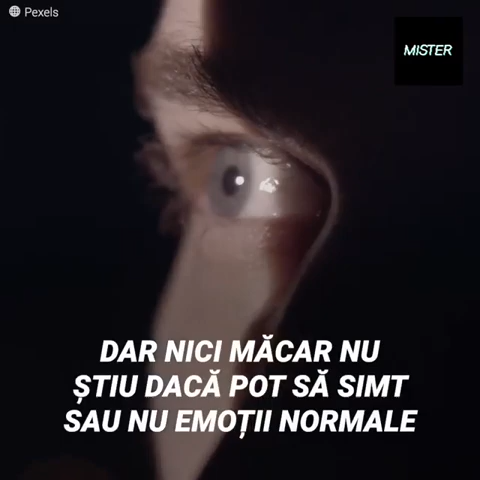 Pexels
MISTER
DAR NICI MĂCAR NU
ȘTIU DACĂ POT SĂ SIMT
SAU NU EMOȚII NORMALE